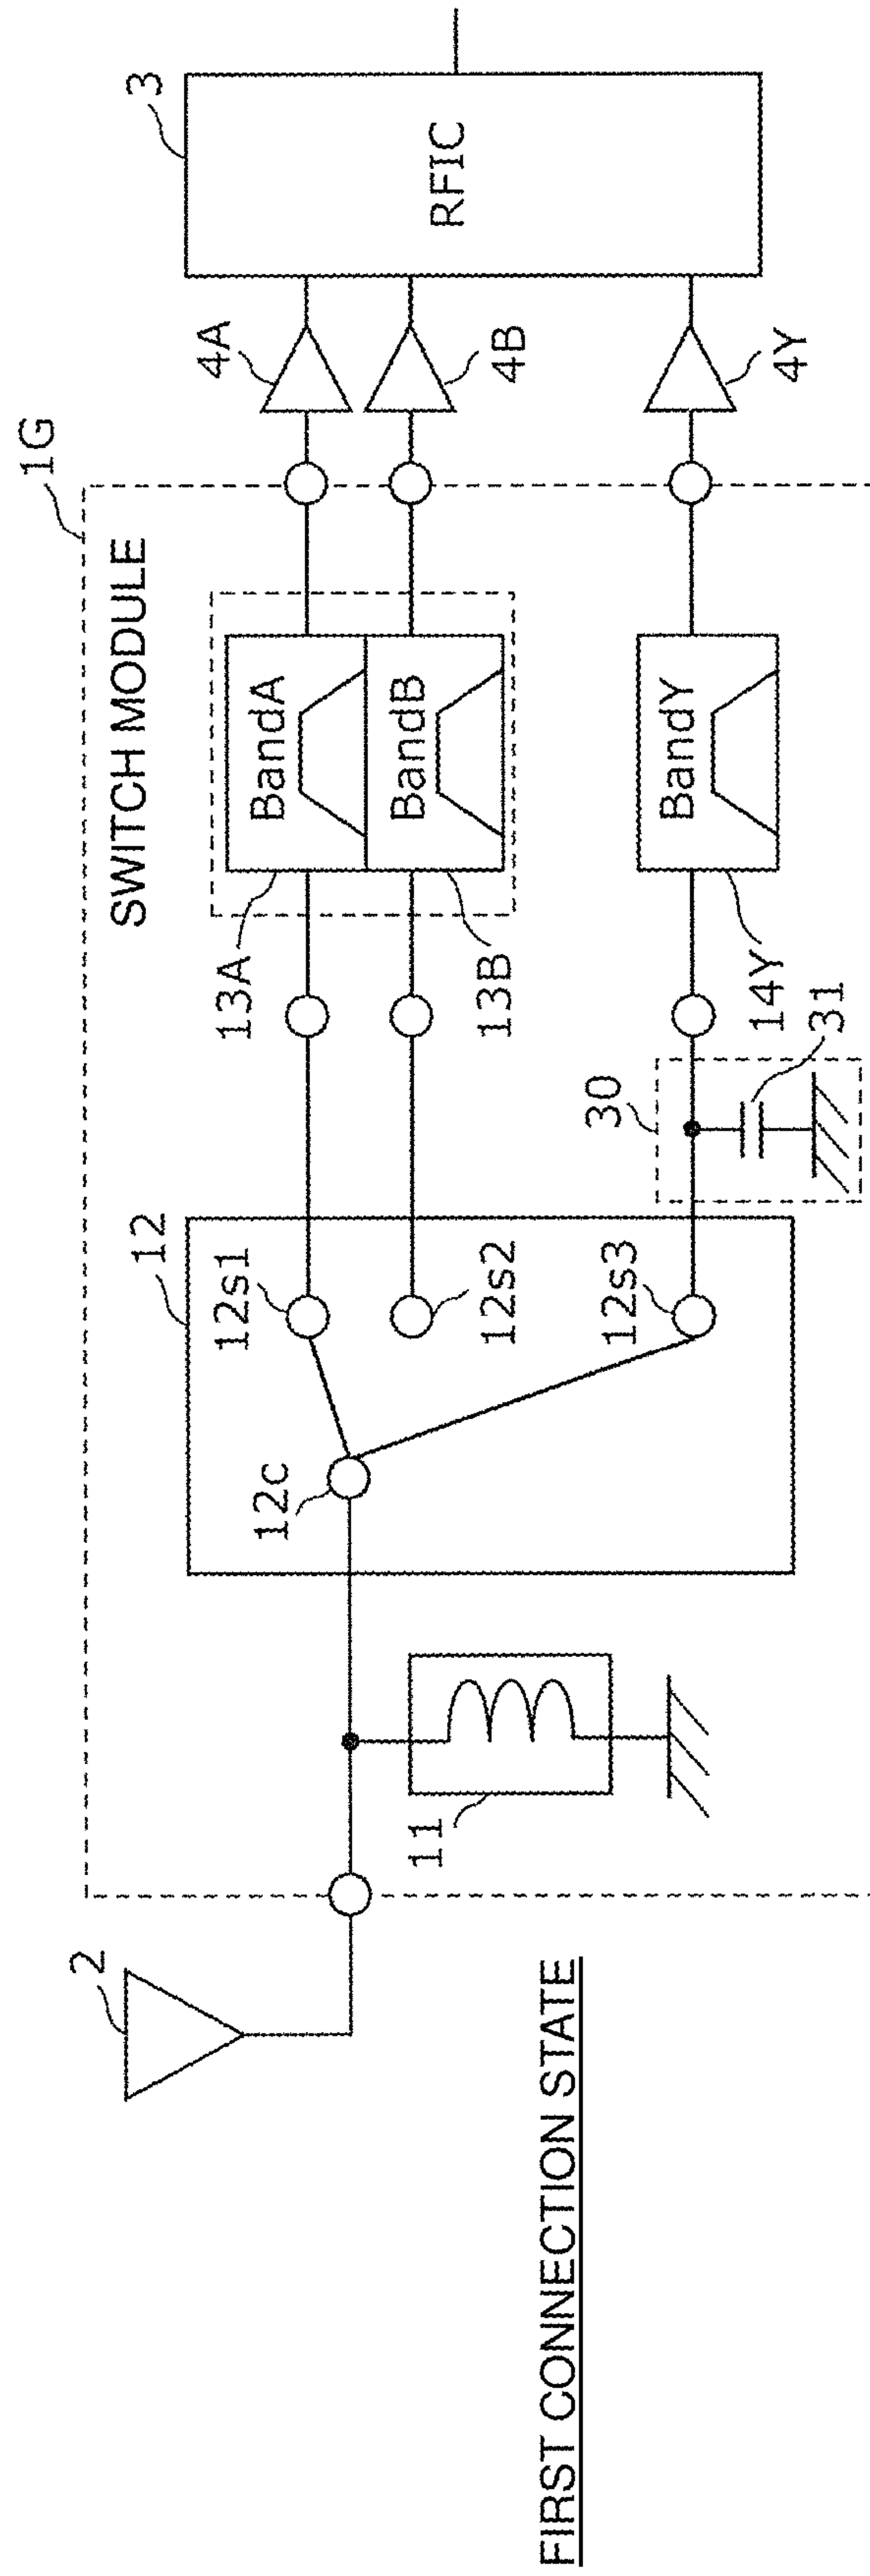 FIRST CONNECTION STATE
1G
SWITCH MODULE
2
11
12
12c
12s1
12s2
12s3
30
31
13A
BandA
BandB
13B
BandY
14Y
4A
4B
4Y
3
RFIC